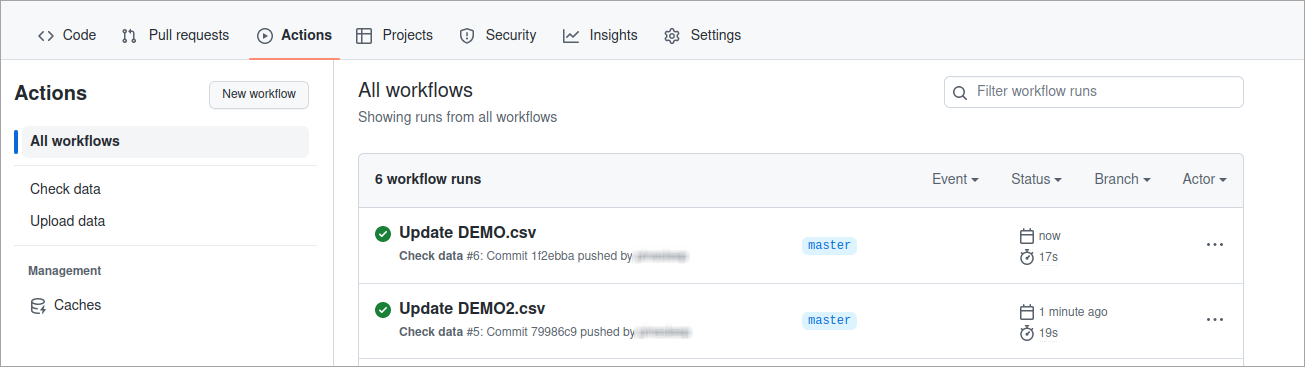 Code Pull requests Actions Projects Security Insights Settings
Actions
New workflow
All workflows
Check data
Upload data
Management
Caches
All workflows
Showing runs from all workflows
Filter workflow runs
6 workflow runs
Event Status Branch Actor
Update DEMO.csv
Check data #6: Commit 1f2ebba pushed by
master
now
17s
Update DEMO2.csv
Check data #5: Commit 79986c9 pushed by
master
1 minute ago
19s